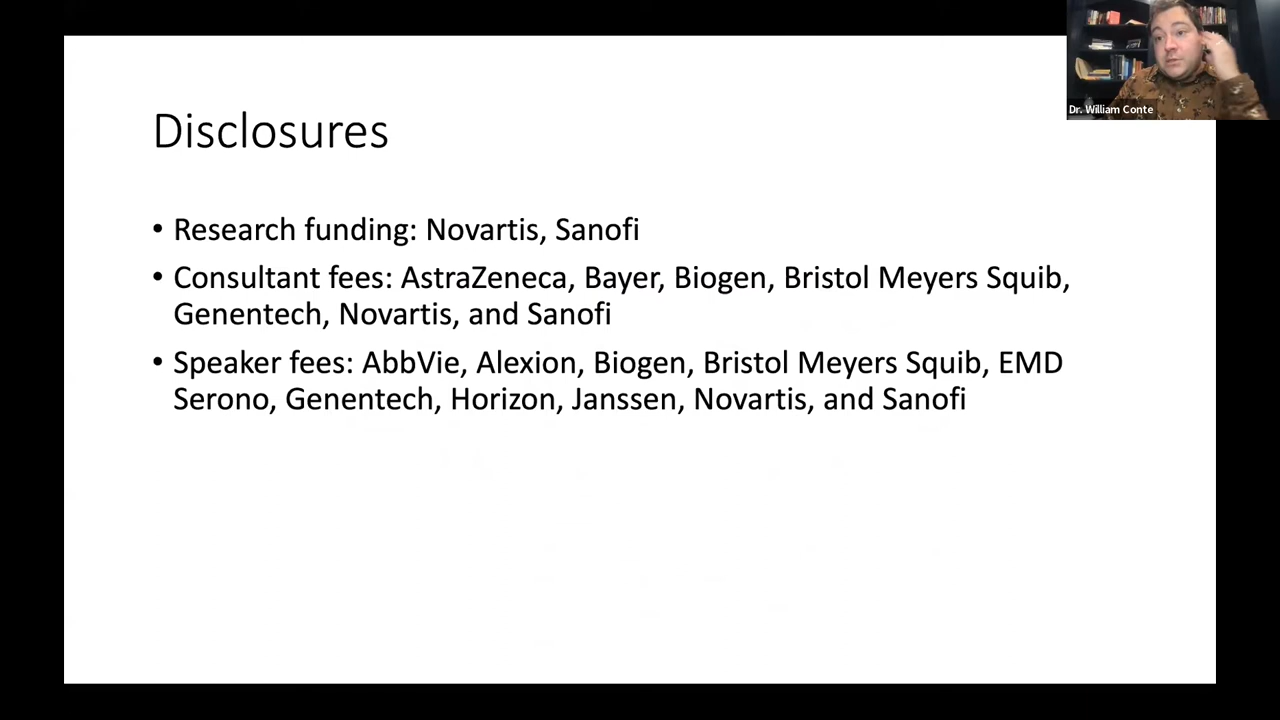 Dr. William Conte
Disclosures
• Research funding: Novartis, Sanofi
• Consultant fees: AstraZeneca, Bayer, Biogen, Bristol Meyers Squib,
Genentech, Novartis, and Sanofi
• Speaker fees: AbbVie, Alexion, Biogen, Bristol Meyers Squib, EMD
Serono, Genentech, Horizon, Janssen, Novartis, and Sanofi